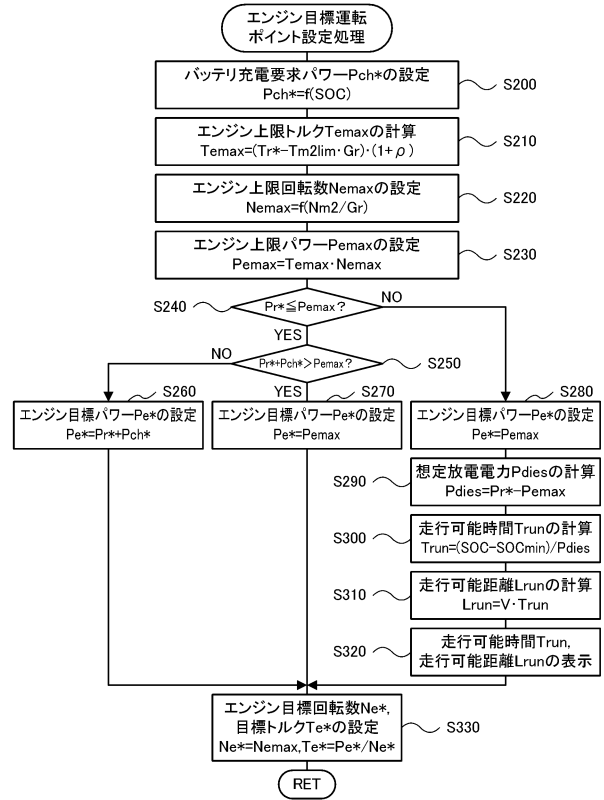 エンジン目標運転
ポイント設定処理
バッテリ充電要求パワーPch*の設定
Pch*=f(SOC)
S200
エンジン上限トルクTemaxの計算
Temax=(Tr*-Tm2lim・Gr)・(1+ρ)
S210
エンジン上限回転数Nemaxの設定
Nemax=f(Nm2/Gr)
S220
エンジン上限パワーPemaxの設定
Pemax=Temax・Nemax
S230
S240
Pr*≦Pemax?
NO
YES
NO
Pr*+Pch*>Pemax?
S250
YES
S260
エンジン目標パワーPe*の設定
Pe*=Pr*+Pch*
S270
エンジン目標パワーPe*の設定
Pe*=Pemax
S280
エンジン目標パワーPe*の設定
Pe*=Pemax
S290
想定放電電力Pdiesの計算
Pdies=Pr*-Pemax
S300
走行可能時間Trunの計算
Trun=(SOC-SOCmin)/Pdies
S310
走行可能距離Lrunの計算
Lrun=V・Trun
S320
走行可能時間Trun,
走行可能距離Lrunの表示
エンジン目標回転数Ne*,
目標トルクTe*の設定
Ne*=Nemax,Te*=Pe*/Ne*
S330
RET